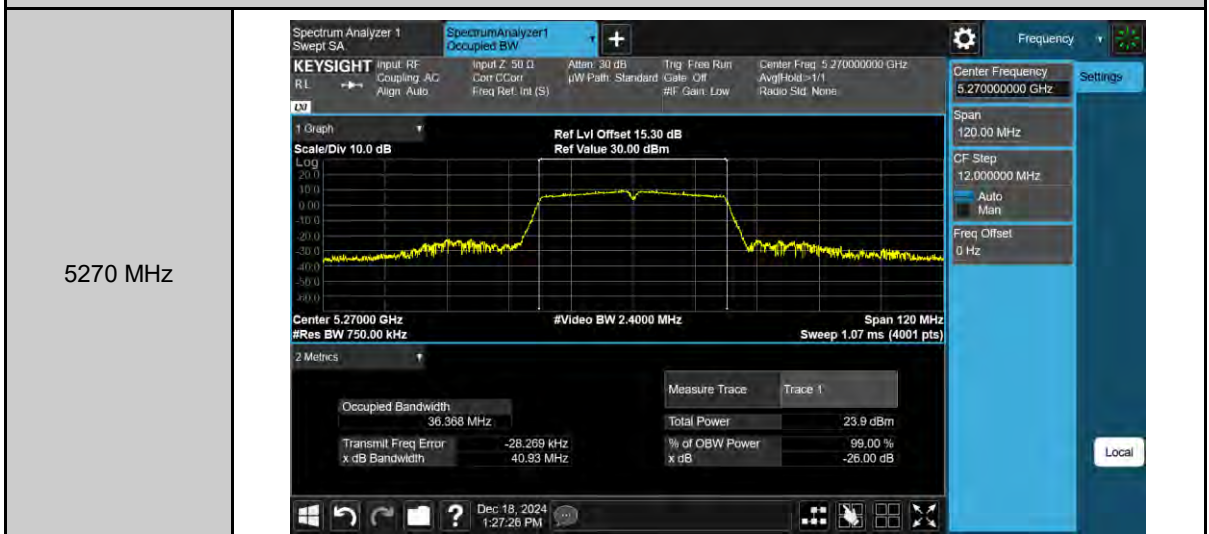 5270 MHz
Spectrum Analyzer 1
Swept SA
SpectrumAnalyzer1
Occupied BW
Frequency
KEYSIGHT
RL
LXI
Input: RF
Coupling: AC
Align: Auto
Input Z: 50 Ω
Corr CCorr
Freq Ref: Int (S)
Atten: 30 dB
µW Path: Standard
Trig: Free Run
Gate: Off
#IF Gain: Low
Center Freq: 5.270000000 GHz
Avg|Hold:>1/1
Radio Std: None
1 Graph
Scale/Div 10.0 dB
Ref Lvl Offset 15.30 dB
Ref Value 30.00 dBm
Log
20.0
10.0
0.00
-10.0
-20.0
-30.0
-40.0
-50.0
-60.0
Center 5.27000 GHz
#Video BW 2.4000 MHz
Span 120 MHz
#Res BW 750.00 kHz
Sweep 1.07 ms (4001 pts)
2 Metrics
Measure Trace Trace 1
Occupied Bandwidth
36.368 MHz
Total Power 23.9 dBm
Transmit Freq Error -28.269 kHz
% of OBW Power 99.00 %
x dB Bandwidth 40.93 MHz
x dB -26.00 dB
Center Frequency
5.270000000 GHz
Settings
Span
120.00 MHz
CF Step
12.000000 MHz
Auto
Man
Freq Offset
0 Hz
Local
Dec 18, 2024
1:27:26 PM